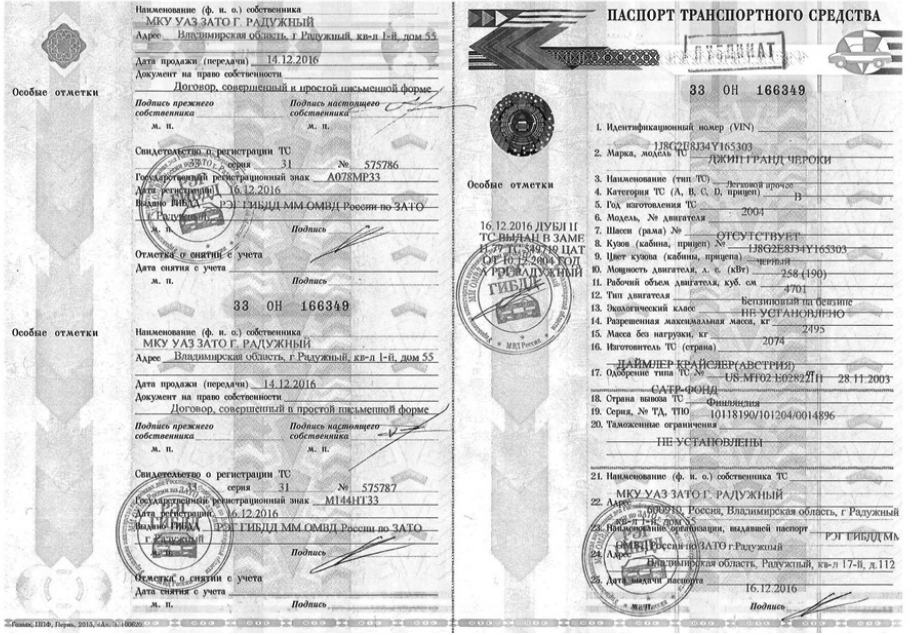 Наименование (ф. и. о.) собственника
МКУ УАЗ ЗАТО Г. РАДУЖНЫЙ
Адрес Владимирская область, г Радужный, кв-л 1-й, дом 55
Дата продажи (передачи) 14.12.2016
Документ на право собственности
Договор, совершенный в простой письменной форме
Особые отметки
Подпись прежнего собственника
Подпись настоящего собственника
М. П.
М. П.
Свидетельство о регистрации ТС
33 серия 31 № 575786
Государственный регистрационный знак А078МР33
Дата регистрации 16.12.2016
Выдано ГИБДД РЭГ ГИБДД ММ ОМВД России по ЗАТО
г.Радужный
М. П.
Подпись
Отметка о снятии с учета
Дата снятия с учета
М. П.
Подпись
33 ОН 166349
Особые отметки
Наименование (ф. и. о.) собственника
МКУ УАЗ ЗАТО Г. РАДУЖНЫЙ
Адрес Владимирская область, г Радужный, кв-л 1-й, дом 55
Дата продажи (передачи) 14.12.2016
Документ на право собственности
Договор, совершенный в простой письменной форме
Подпись прежнего собственника
Подпись настоящего собственника
М. П.
М. П.
Свидетельство о регистрации ТС
серия 31 № 575787
Государственный регистрационный знак М144НТ33
Дата регистрации 16.12.2016
Выдано ГИБДД РЭГ ГИБДД ММ ОМВД России по ЗАТО
г.Радужный
М. П.
Подпись
Отметка о снятии с учета
Дата снятия с учета
М. П.
Подпись
Гознак, ППФ, Пермь, 2015, «А».
ПАСПОРТ ТРАНСПОРТНОГО СРЕДСТВА
ДУБЛИКАТ
33 ОН 166349
Особые отметки
16.12.2016 ДУБЛ
ТС ВЫДАН В ЗАМЕ
77 ТС 549719 ЦАТ
ОТ 10.12.2004 ГОД
РАДУЖНЫЙ
ГИБДД
МВД России
1. Идентификационный номер (VIN)
1J8G2E8J34Y165303
2. Марка, модель ТС ДЖИП ГРАНД ЧЕРОКИ
3. Наименование (тип ТС) Легковой прочее
4. Категория ТС (А, В, С, D, прицеп) В
5. Год изготовления ТС 2004
6. Модель, № двигателя
7. Шасси (рама) № ОТСУТСТВУЕТ
8. Кузов (кабина, прицеп) № 1J8G2E8J34Y165303
9. Цвет кузова (кабины, прицепа) ЧЕРНЫЙ
10. Мощность двигателя, л. с. (кВт) 258 (190)
11. Рабочий объем двигателя, куб. см 4701
12. Тип двигателя Бензиновый на бензине
13. Экологический класс НЕ УСТАНОВЛЕНО
14. Разрешенная максимальная масса, кг 2495
15. Масса без нагрузки, кг 2074
16. Изготовитель ТС (страна)
ДАЙМЛЕР КРАЙСЛЕР(АВСТРИЯ)
17. Одобрение типа ТС № US.MT02.E02822П1 от 28.11.2003
САТР-ФОНД
18. Страна вывоза ТС Финляндия
19. Серия, № ТД, ТПО 10118190/101204/0014896
20. Таможенные ограничения
НЕ УСТАНОВЛЕНЫ
21. Наименование (ф. и. о.) собственника ТС
МКУ УАЗ ЗАТО Г. РАДУЖНЫЙ
22. Адрес 600910, Россия, Владимирская область, г Радужный
кв-л 1-й, дом 55
23. Наименование организации, выдавшей паспорт РЭГ ГИБДД ММ
ОМВД России по ЗАТО г.Радужный
24. Адрес Владимирская область, Радужный, кв-л 17-й, д.112
25. Дата выдачи паспорта 16.12.2016
М. П.
Подпись